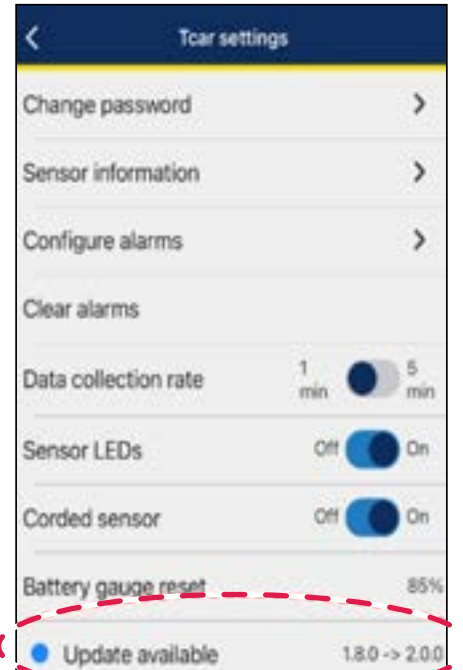 Tcar settings
Change password
Sensor information
Configure alarms
Clear alarms
Data collection rate 1 min 5 min
Sensor LEDs Off On
Corded sensor Off On
Battery gauge reset 85%
Update available 1.8.0 -> 2.0.0